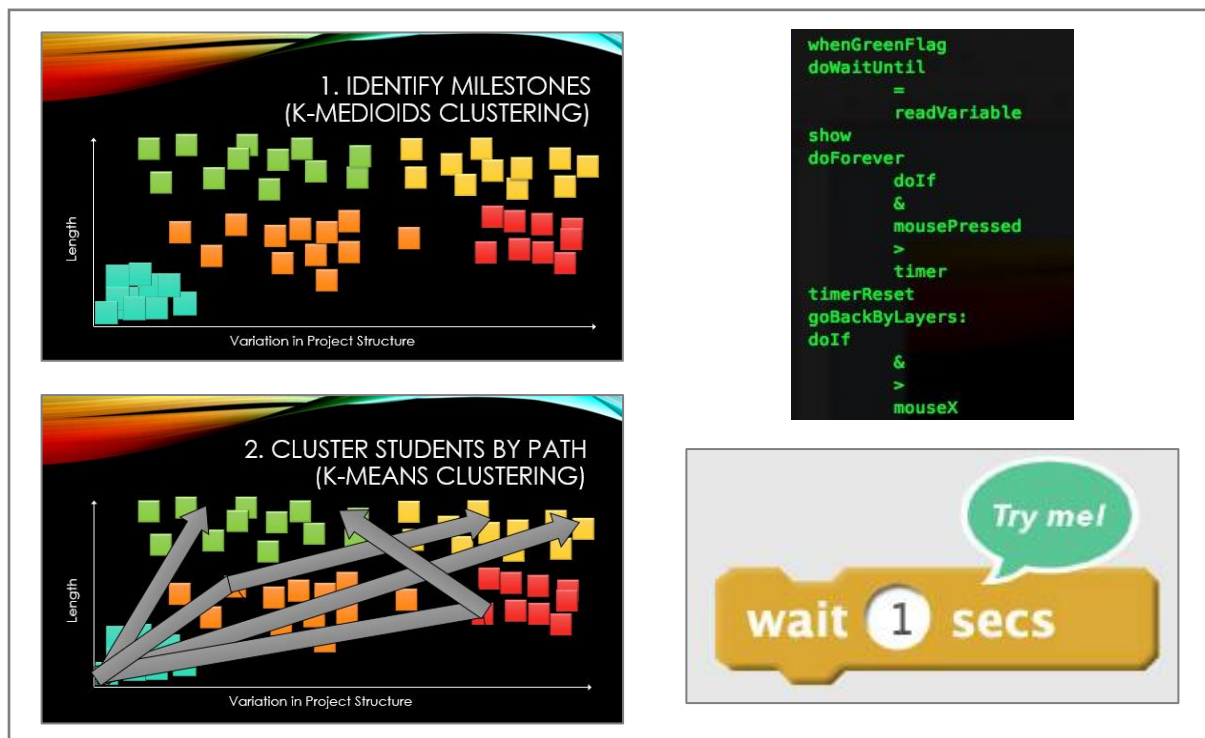 1. IDENTIFY MILESTONES
(K-MEDIOIDS CLUSTERING)
Length
Variation in Project Structure
2. CLUSTER STUDENTS BY PATH
(K-MEANS CLUSTERING)
Length
Variation in Project Structure
whenGreenFlag
doWaitUntil
=
readVariable
show
doForever
doIf
&
mousePressed
>
timer
timerReset
goBackByLayers:
doIf
&
>
mouseX
Try me!
wait 1 secs